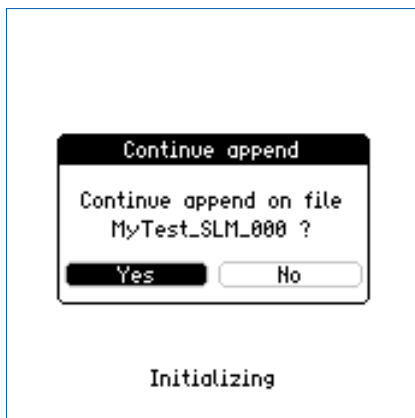 Continue append
Continue append on file
MyTest_SLM_000 ?
Yes
No
Initializing